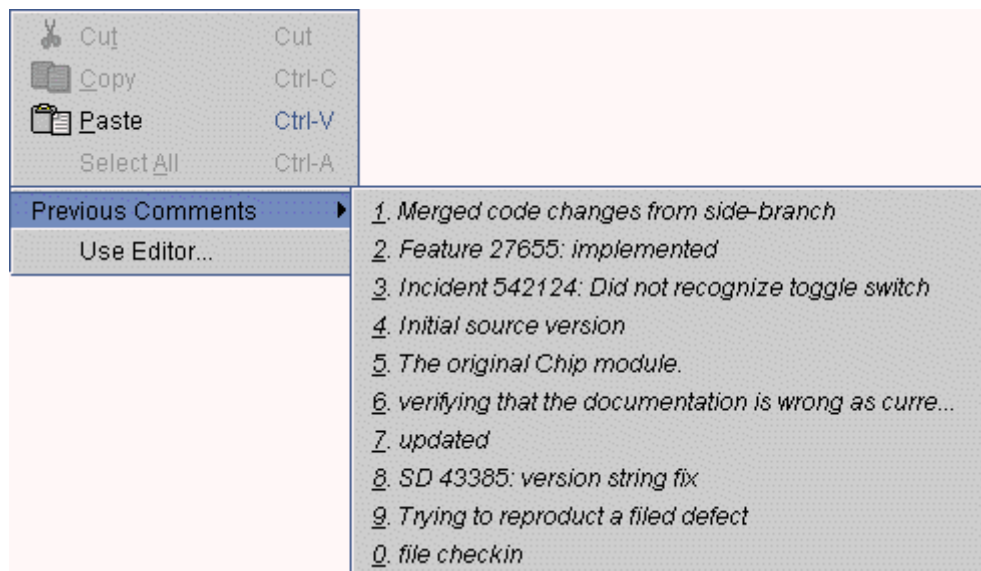 Cut Cut
Copy Ctrl-C
Paste Ctrl-V
Select All Ctrl-A
Previous Comments
Use Editor...
1. Merged code changes from side-branch
2. Feature 27655: implemented
3. Incident 542124: Did not recognize toggle switch
4. Initial source version
5. The original Chip module.
6. verifying that the documentation is wrong as curre...
7. updated
8. SD 43385: version string fix
9. Trying to reproduct a filed defect
0. file checkin